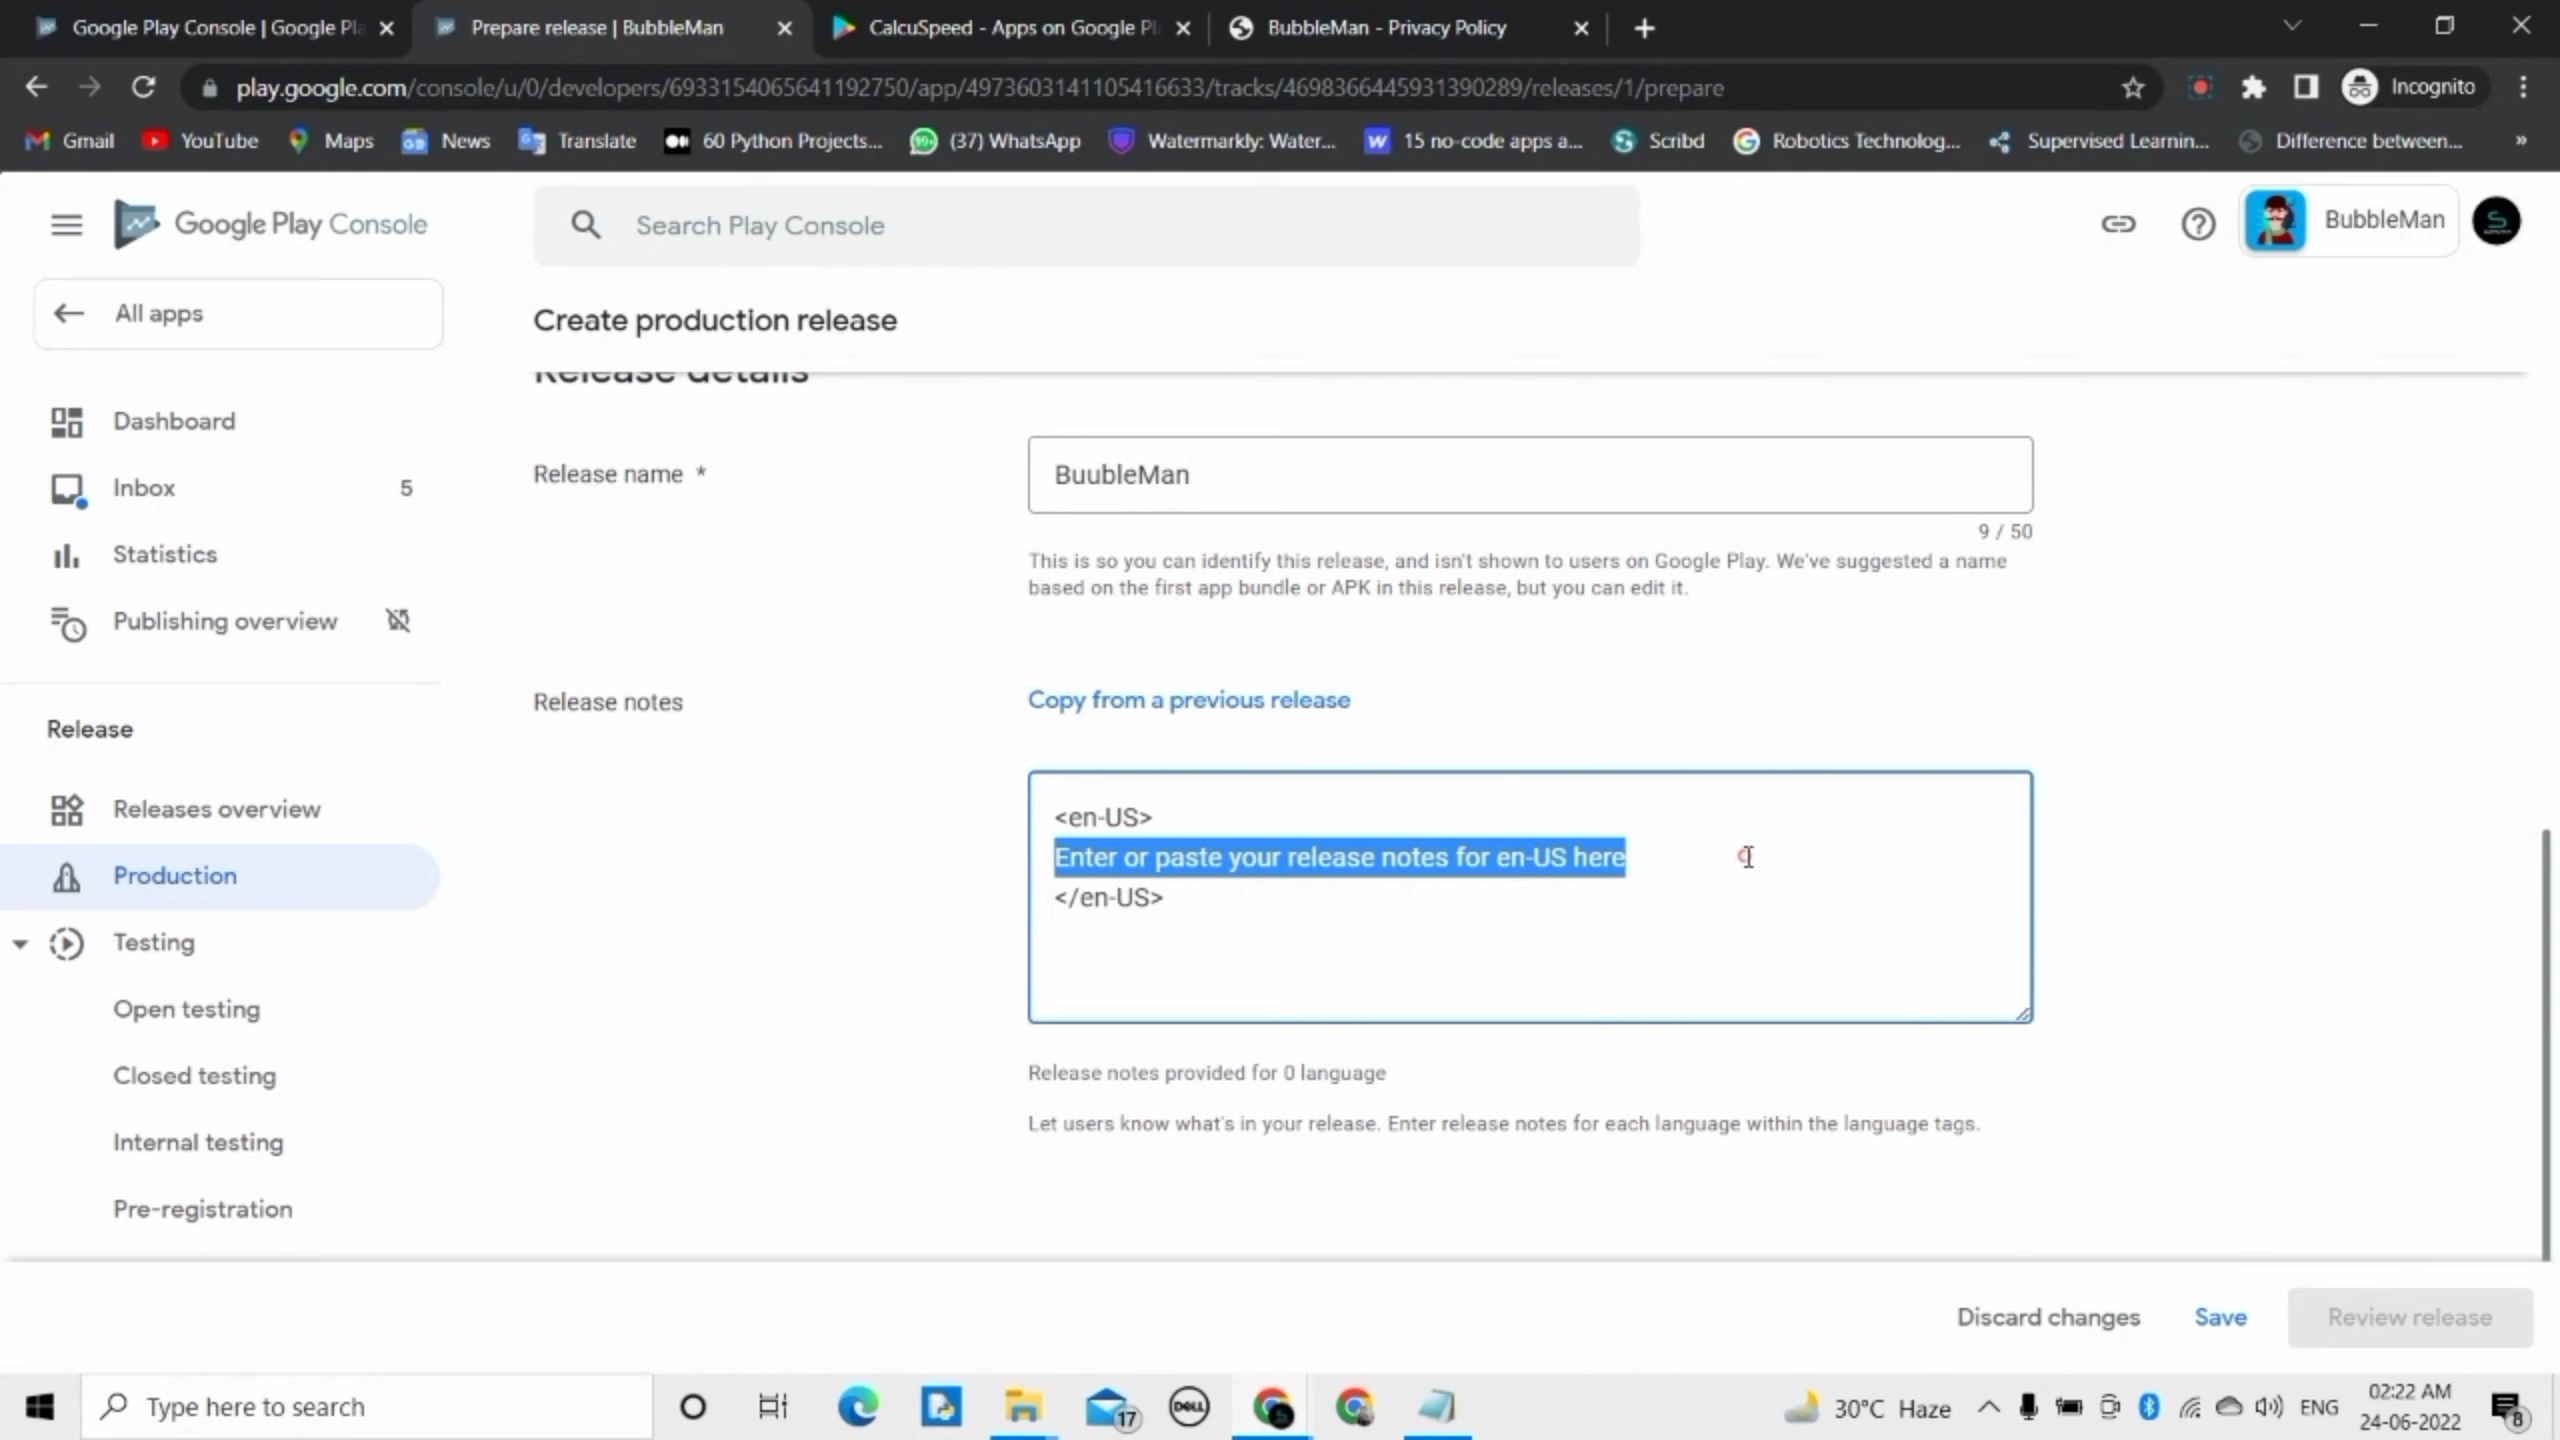 Google Play Console | Google Pla
Prepare release | BubbleMan
CalcuSpeed - Apps on Google Pl
BubbleMan - Privacy Policy
play.google.com/console/u/0/developers/6933154065641192750/app/4973603141105416633/tracks/4698366445931390289/releases/1/prepare
Incognito
Gmail
YouTube
Maps
News
Translate
60 Python Projects...
(37) WhatsApp
Watermarkly: Water...
15 no-code apps a...
Scribd
Robotics Technolog...
Supervised Learnin...
Difference between...
»
Google Play Console
Search Play Console
BubbleMan
All apps
Create production release
Release details
Dashboard
Inbox 5
Statistics
Publishing overview
Release
Releases overview
Production
Testing
Open testing
Closed testing
Internal testing
Pre-registration
Release name *
BuubleMan
9 / 50
This is so you can identify this release, and isn't shown to users on Google Play. We've suggested a name
based on the first app bundle or APK in this release, but you can edit it.
Release notes
Copy from a previous release
<en-US>
Enter or paste your release notes for en-US here
</en-US>
Release notes provided for 0 language
Let users know what's in your release. Enter release notes for each language within the language tags.
Discard changes
Save
Review release
Type here to search
17
DELL
30°C Haze
ENG
02:22 AM
24-06-2022
8